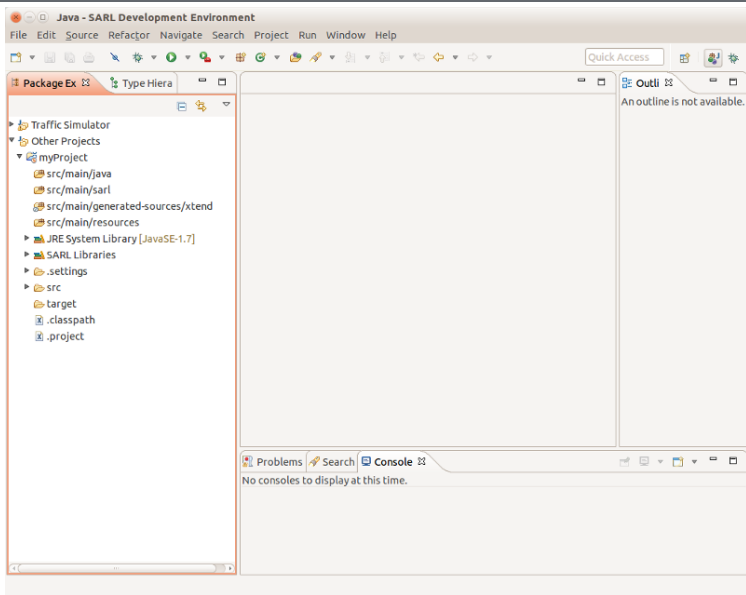 Java - SARL Development Environment
File Edit Source Refactor Navigate Search Project Run Window Help
Quick Access
Package Ex Type Hiera
Outli
An outline is not available.
Traffic Simulator
Other Projects
myProject
src/main/java
src/main/sarl
src/main/generated-sources/xtend
src/main/resources
JRE System Library [JavaSE-1.7]
SARL Libraries
.settings
src
target
.classpath
.project
Problems Search Console
No consoles to display at this time.